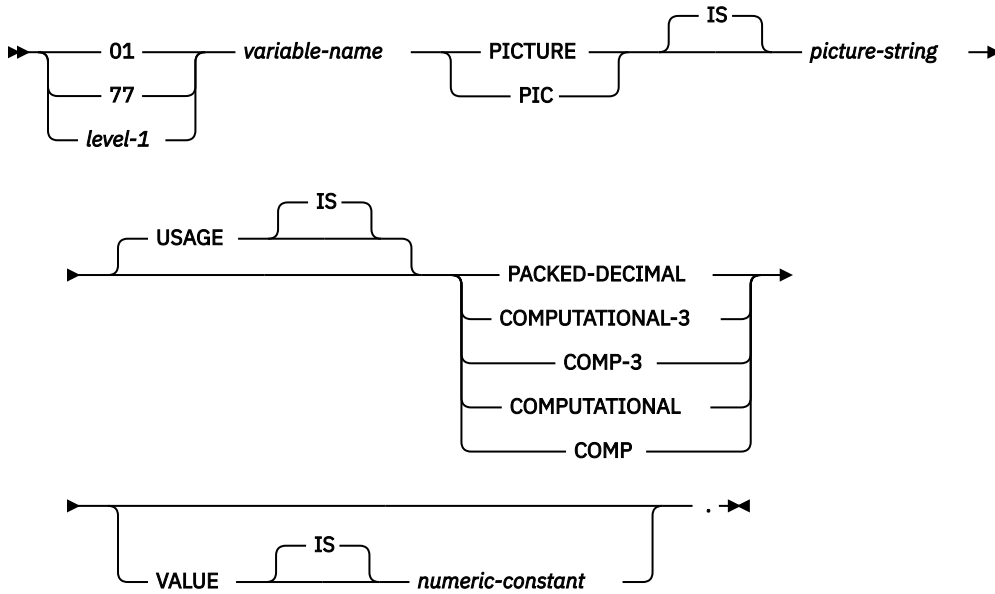 IS
01 variable-name PICTURE picture-string
77 PIC
level-1
IS
USAGE
PACKED-DECIMAL
COMPUTATIONAL-3
COMP-3
COMPUTATIONAL
COMP
.
IS
VALUE numeric-constant